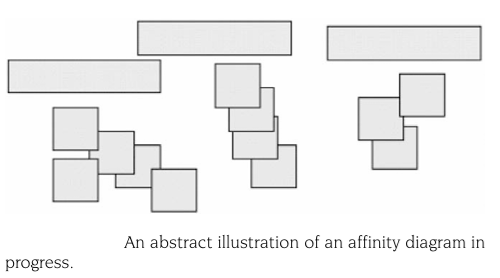 An abstract illustration of an affinity diagram in
progress.